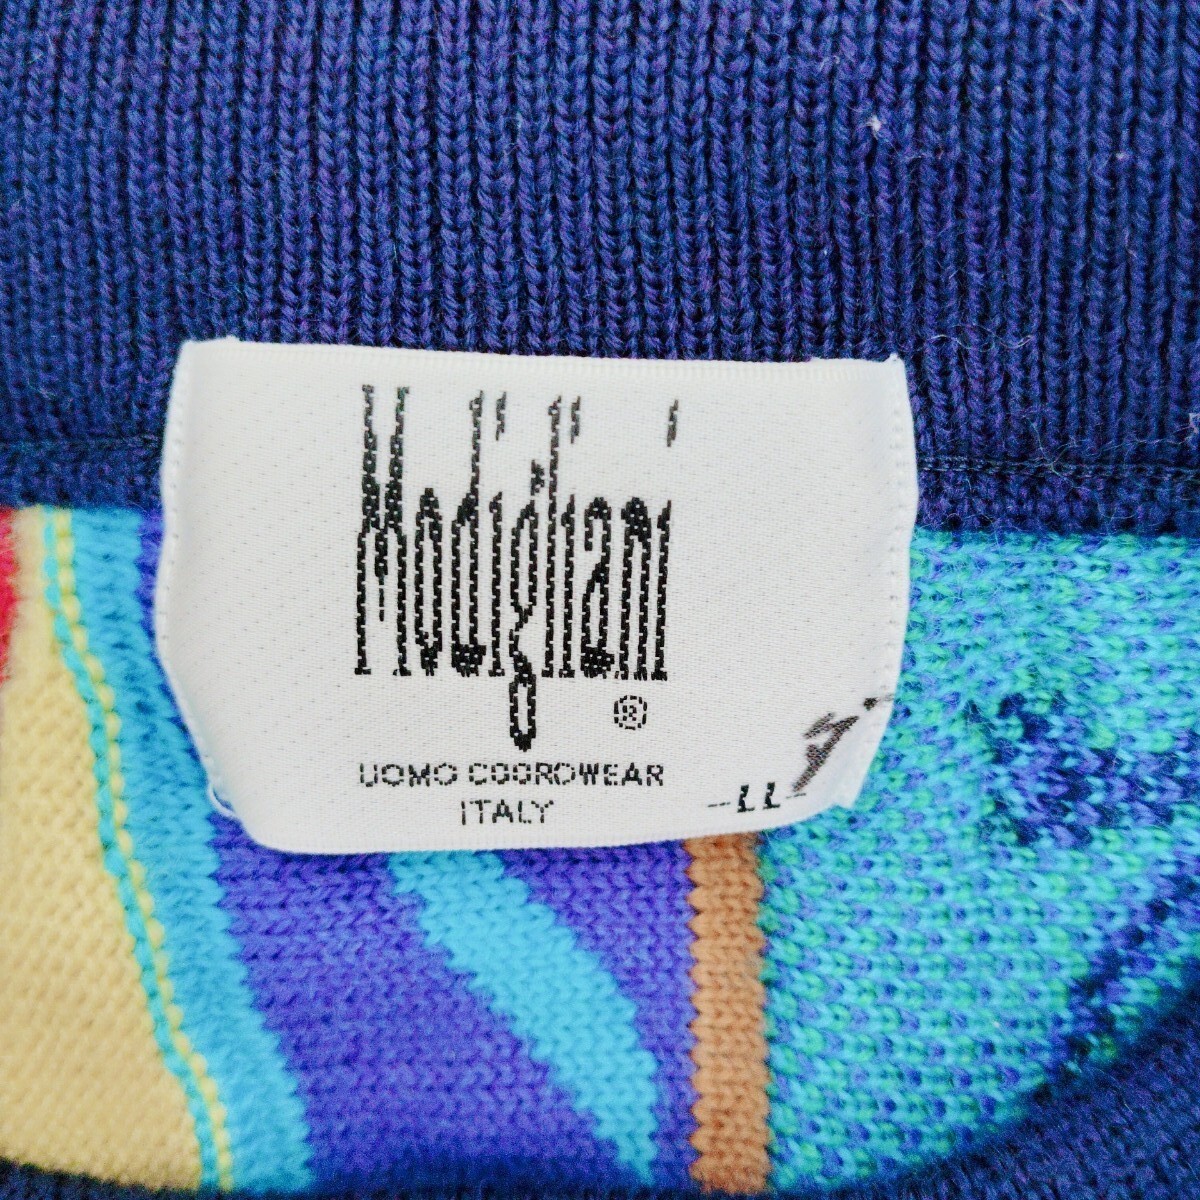 Modigliani
®
UOMO COOROWEAR
ITALY
-LL-